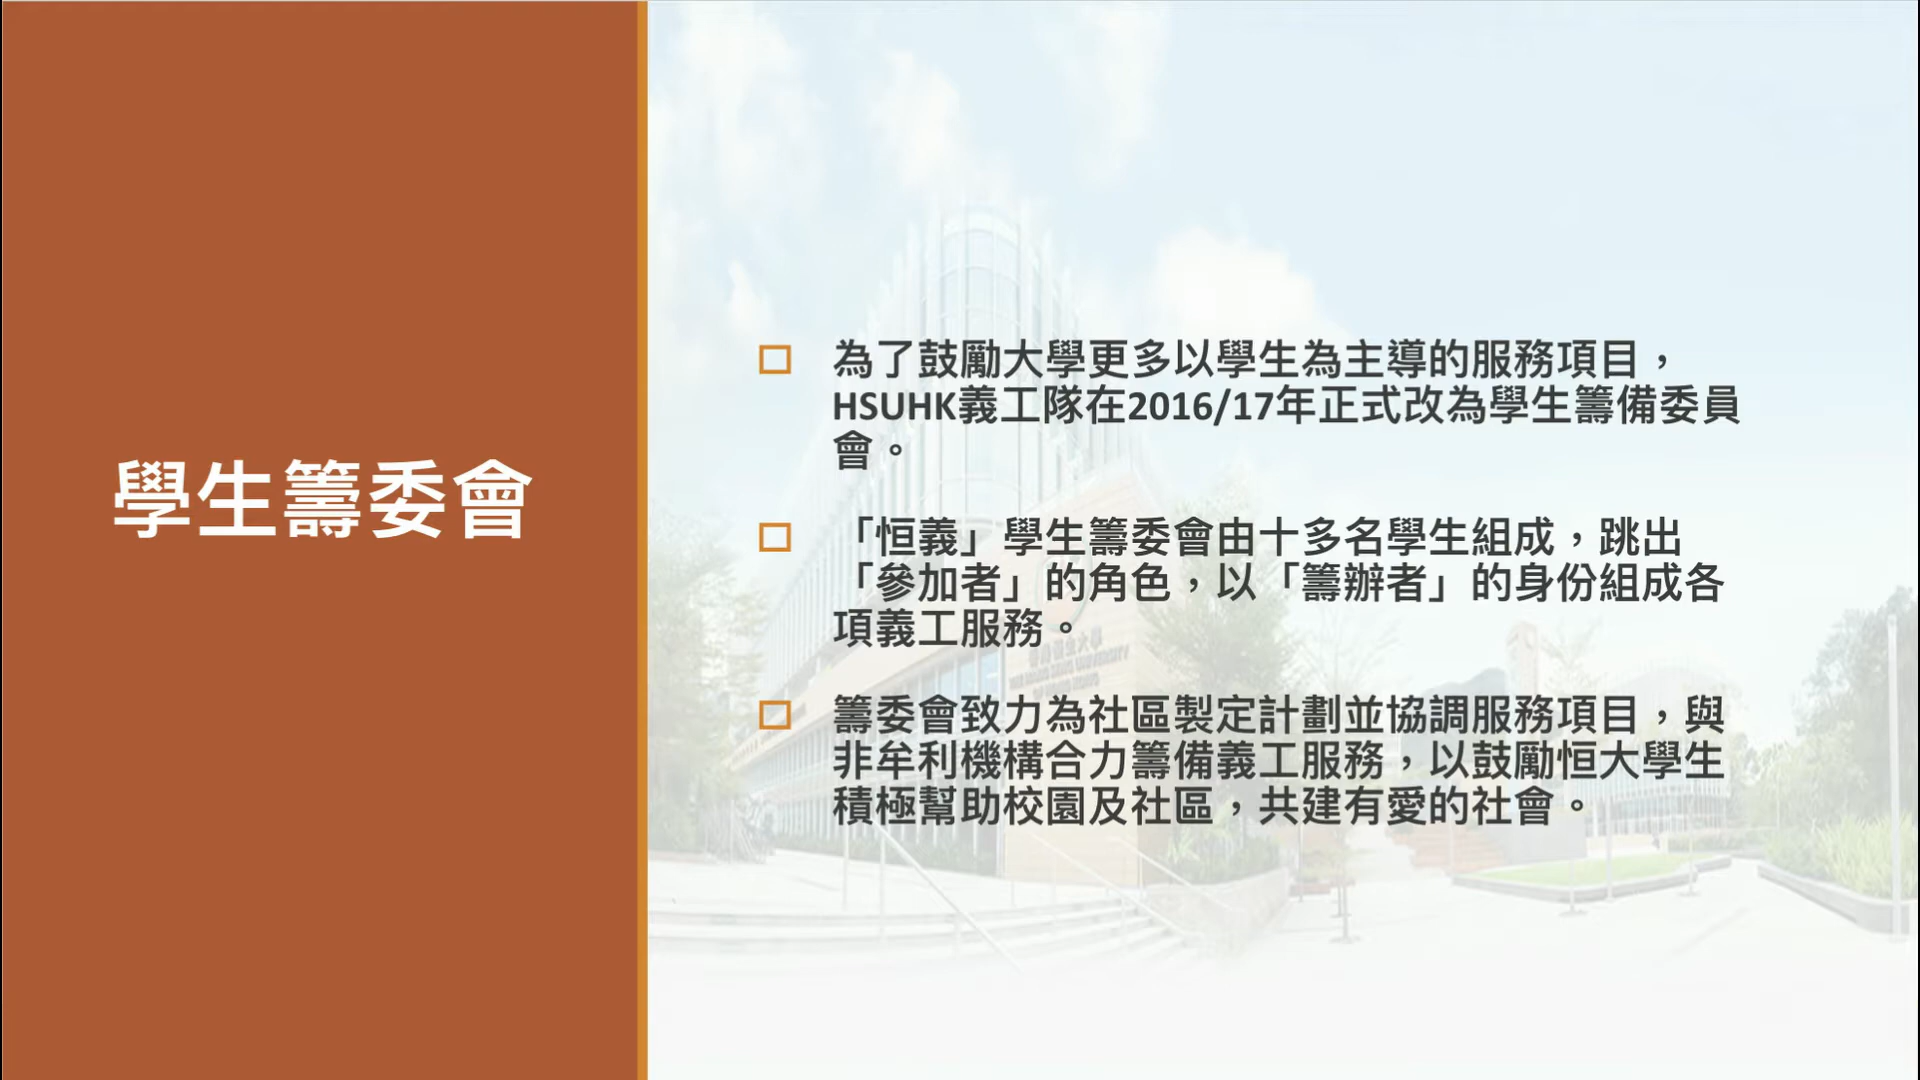 學生籌委會
為了鼓勵大學更多以學生為主導的服務項目，
HSUHK義工隊在2016/17年正式改為學生籌備委員
會。
「恒義」學生籌委會由十多名學生組成，跳出
「參加者」的角色，以「籌辦者」的身份組成各
項義工服務。
籌委會致力為社區製定計劃並協調服務項目，與
非牟利機構合力籌備義工服務，以鼓勵恒大學生
積極幫助校園及社區，共建有愛的社會。